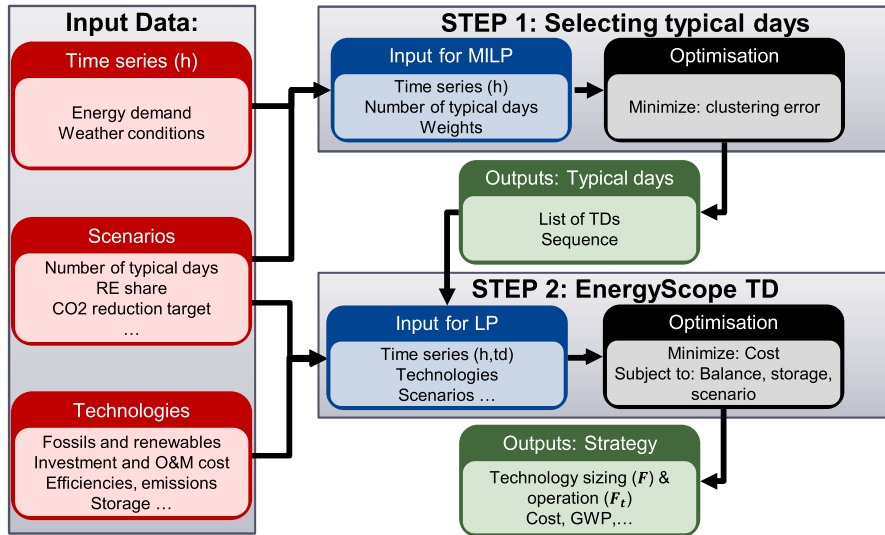 Input Data:
Time series (h)
Energy demand
Weather conditions
Scenarios
Number of typical days
RE share
CO2 reduction target
…
Technologies
Fossils and renewables
Investment and O&M cost
Efficiencies, emissions
Storage …
STEP 1: Selecting typical days
Input for MILP
Time series (h)
Number of typical days
Weights
Optimisation
Minimize: clustering error
Outputs: Typical days
List of TDs
Sequence
STEP 2: EnergyScope TD
Input for LP
Time series (h,td)
Technologies
Scenarios …
Optimisation
Minimize: Cost
Subject to: Balance, storage,
scenario
Outputs: Strategy
Technology sizing (F) &
operation (Fₜ)
Cost, GWP,…